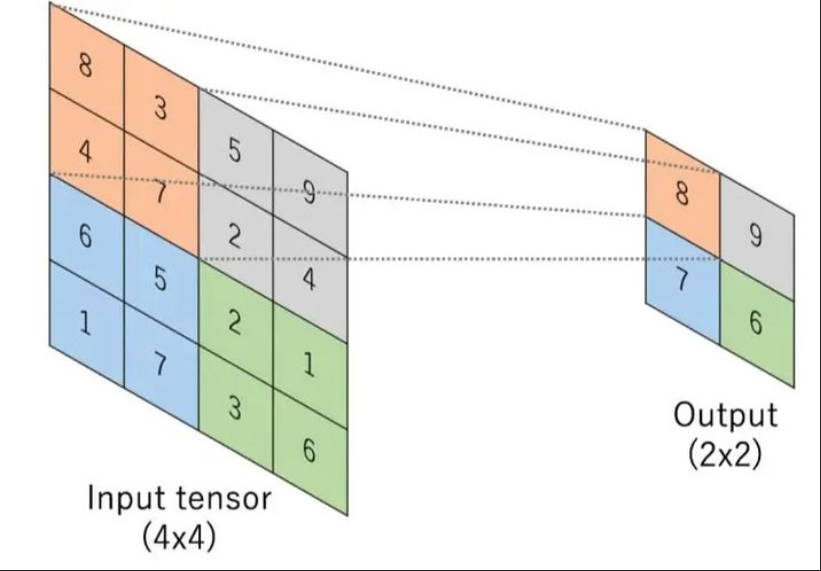 8 3 5 9
4 7 2 4
6 5 2 1
1 7 3 6
8 9
7 6
Input tensor
(4x4)
Output
(2x2)